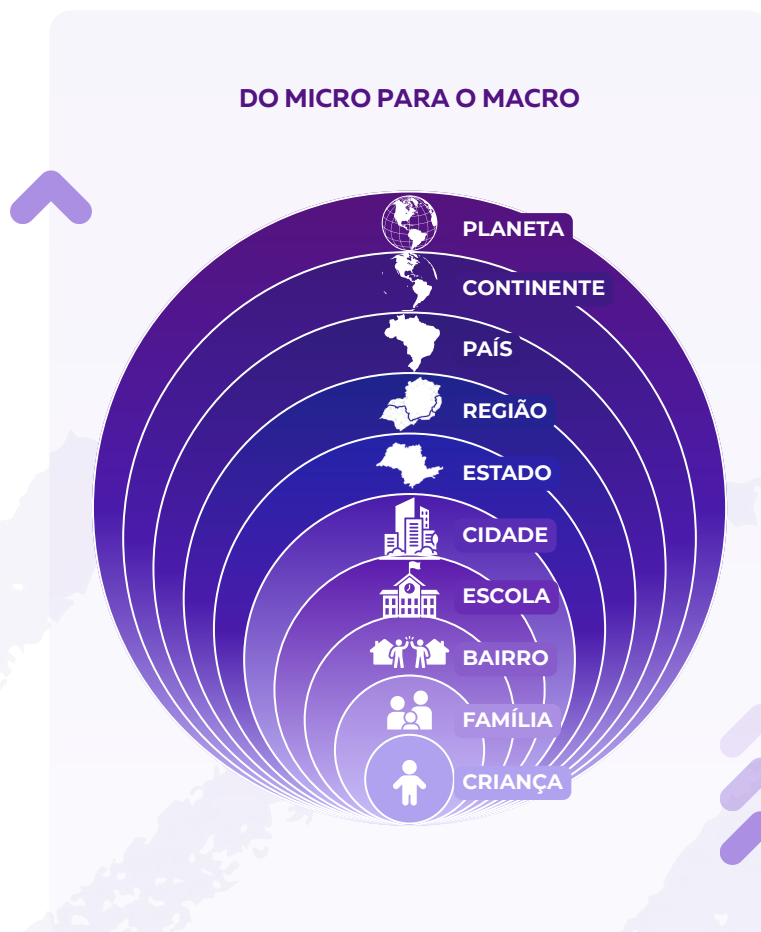 DO MICRO PARA O MACRO
PLANETA
CONTINENTE
PAÍS
REGIÃO
ESTADO
CIDADE
ESCOLA
BAIRRO
FAMÍLIA
CRIANÇA